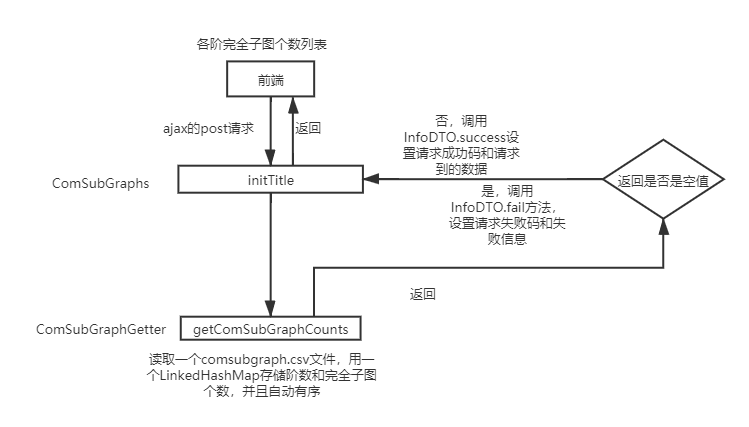 各阶完全子图个数列表
前端
ajax的post请求
返回
否，调用
InfoDTO.success设
置请求成功码和请求
到的数据
ComSubGraphs
initTitle
返回是否是空值
是，调用
InfoDTO.fail方法，
设置请求失败码和失
败信息
返回
ComSubGraphGetter
getComSubGraphCounts
读取一个comsubgraph.csv文件，用一
个LinkedHashMap存储阶数和完全子图
个数，并且自动有序